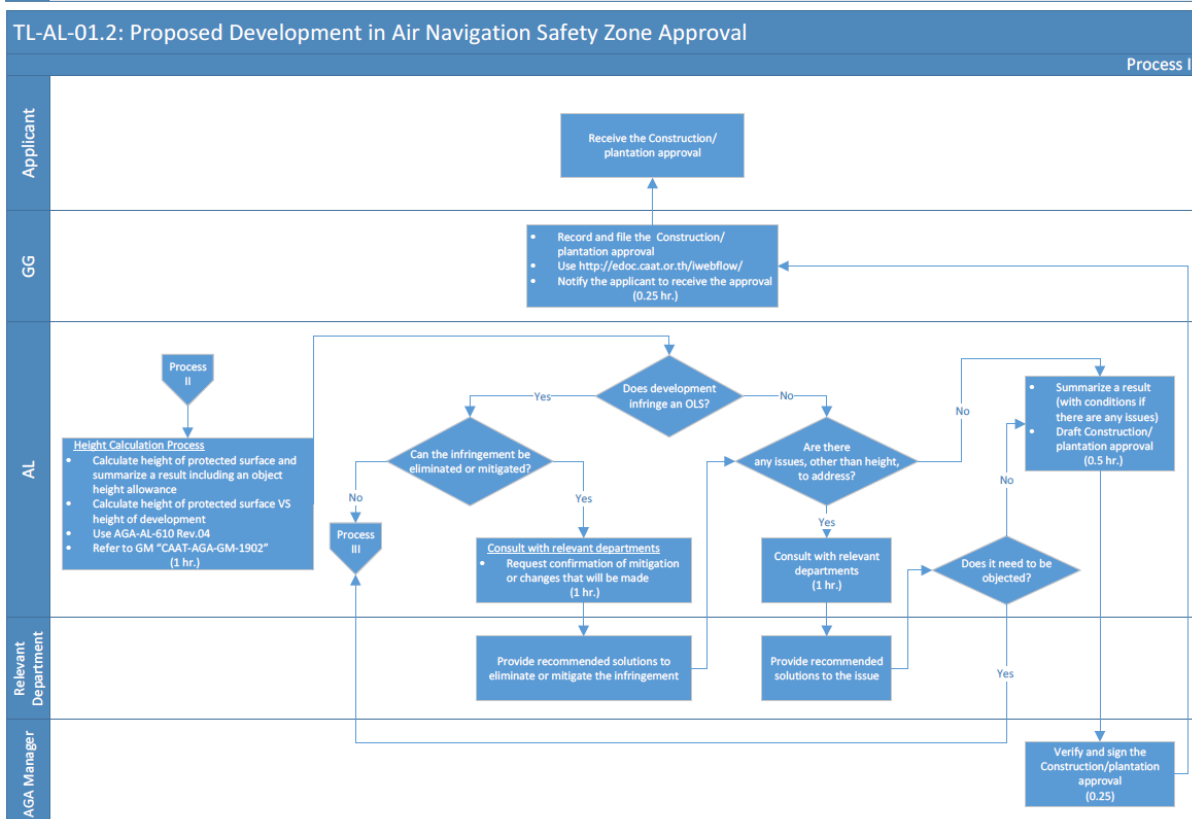 TL-AL-01.2: Proposed Development in Air Navigation Safety Zone Approval
Process I
Applicant
Receive the Construction/
plantation approval
GG
• Record and file the Construction/
plantation approval
• Use http://edoc.caat.or.th/iwebflow/
• Notify the applicant to receive the approval
(0.25 hr.)
AL
Process
II
Height Calculation Process
• Calculate height of protected surface and
summarize a result including an object
height allowance
• Calculate height of protected surface VS
height of development
• Use AGA-AL-610 Rev.04
• Refer to GM "CAAT-AGA-GM-1902"
(1 hr.)
Does development
infringe an OLS?
Yes
No
Can the infringement be
eliminated or mitigated?
No
Yes
Process
III
Consult with relevant departments
• Request confirmation of mitigation
or changes that will be made
(1 hr.)
Are there
any issues, other than height,
to address?
No
Yes
Consult with relevant
departments
(1 hr.)
Does it need to be
objected?
No
Yes
• Summarize a result
(with conditions if
there are any issues)
• Draft Construction/
plantation approval
(0.5 hr.)
Relevant
Department
Provide recommended solutions to
eliminate or mitigate the infringement
Provide recommended
solutions to the issue
AGA Manager
Verify and sign the
Construction/plantation
approval
(0.25)